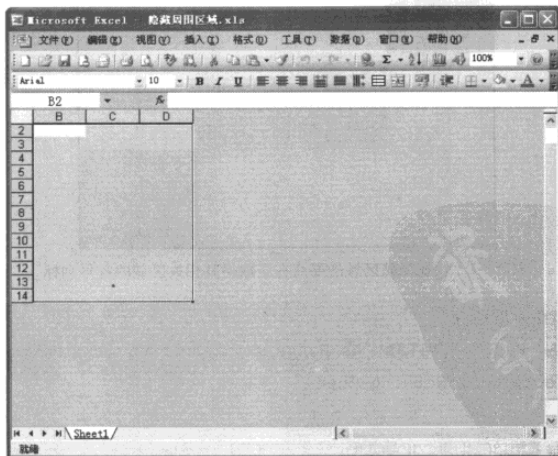 Microsoft Excel - 隐藏周围区域.xls
文件(F) 编辑(E) 视图(V) 插入(I) 格式(O) 工具(T) 数据(D) 窗口(W) 帮助(H)
100%
Arial 10 B I U
B2 fx
B C D
2
3
4
5
6
7
8
9
10
11
12
13
14
Sheet1
就绪